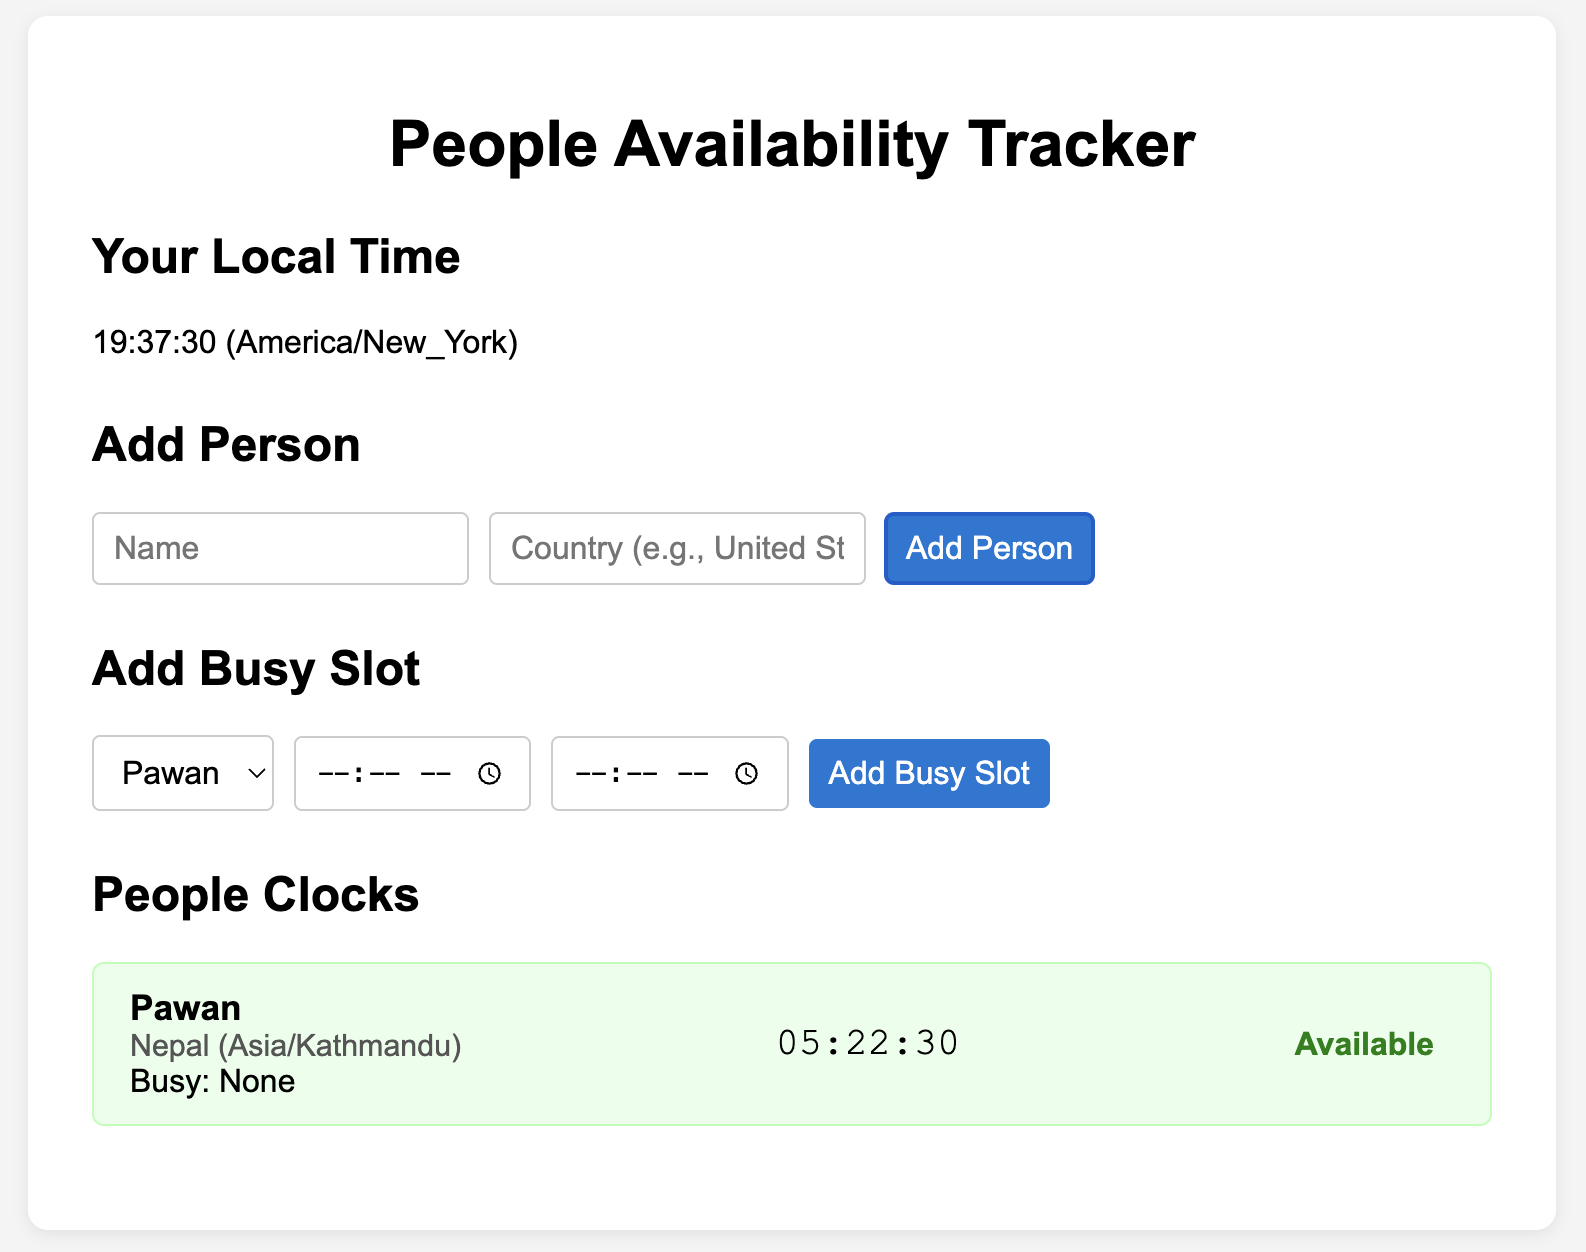 People Availability Tracker
Your Local Time
19:37:30 (America/New_York)
Add Person
Name
Country (e.g., United St
Add Person
Add Busy Slot
Pawan
--:-- --
--:-- --
Add Busy Slot
People Clocks
Pawan
Nepal (Asia/Kathmandu)
Busy: None
05:22:30
Available